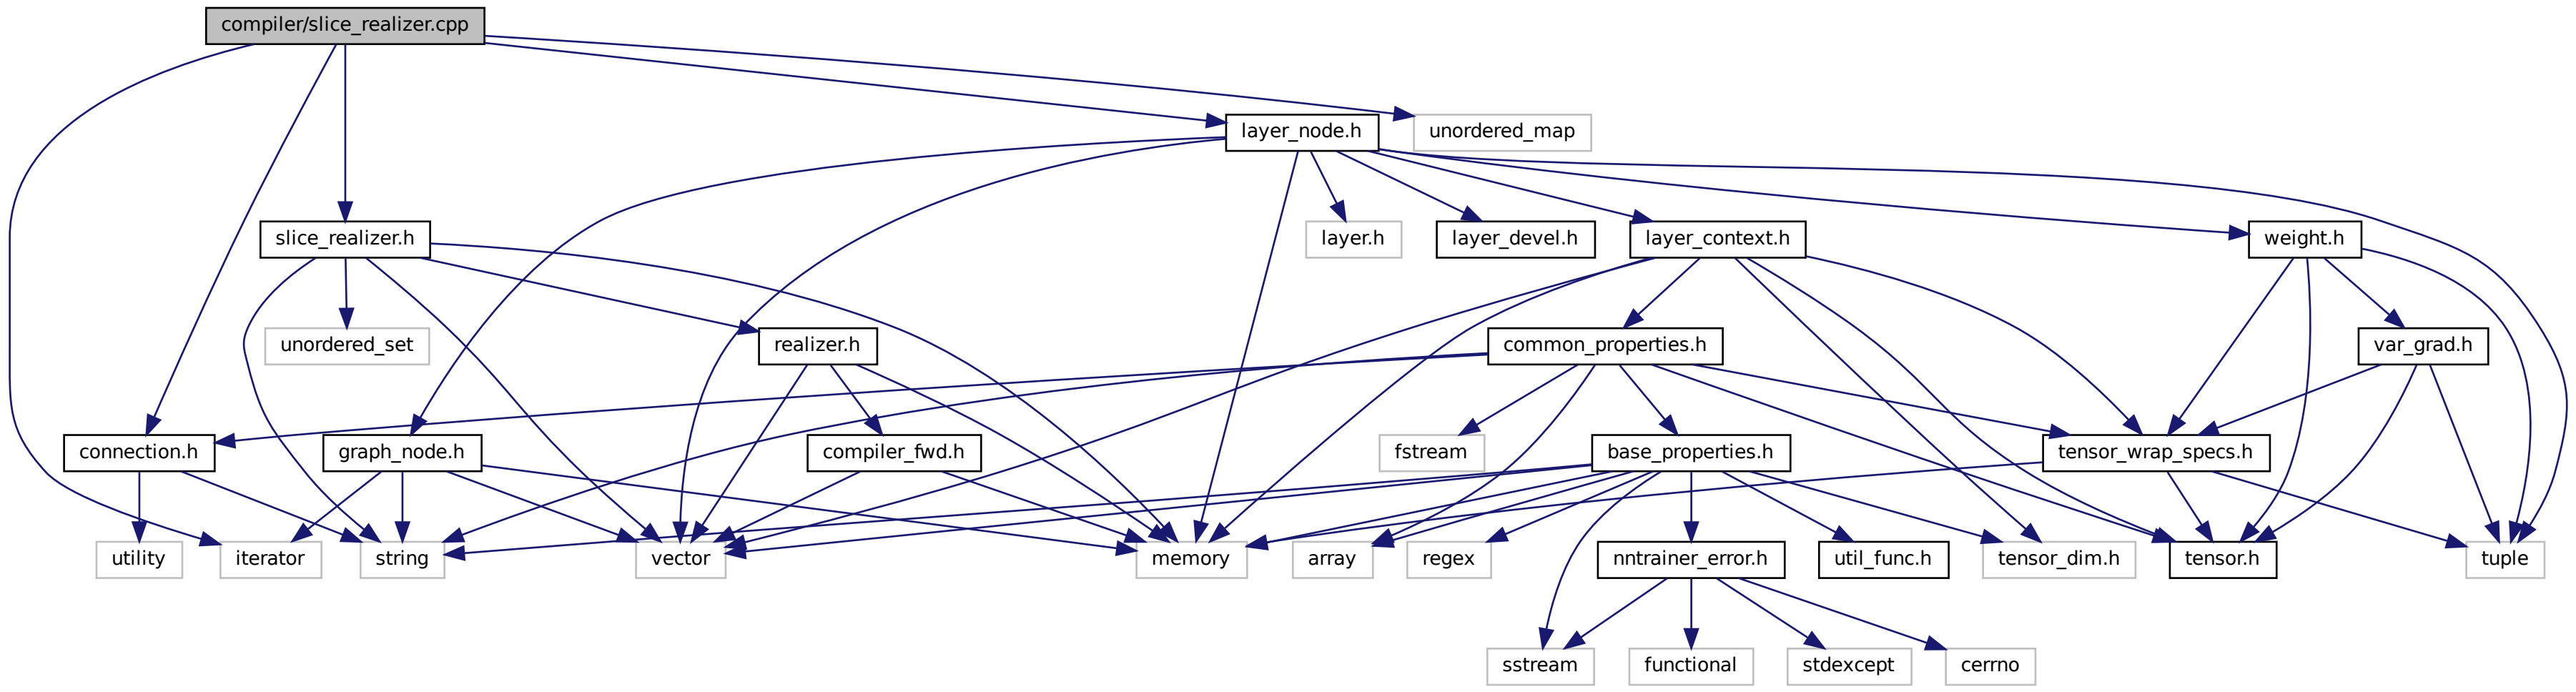 compiler/slice_realizer.cpp
layer_node.h
unordered_map
slice_realizer.h
layer.h
layer_devel.h
layer_context.h
weight.h
unordered_set
realizer.h
common_properties.h
var_grad.h
connection.h
graph_node.h
compiler_fwd.h
fstream
base_properties.h
tensor_wrap_specs.h
utility
iterator
string
vector
memory
array
regex
nntrainer_error.h
util_func.h
tensor_dim.h
tensor.h
tuple
sstream
functional
stdexcept
cerrno